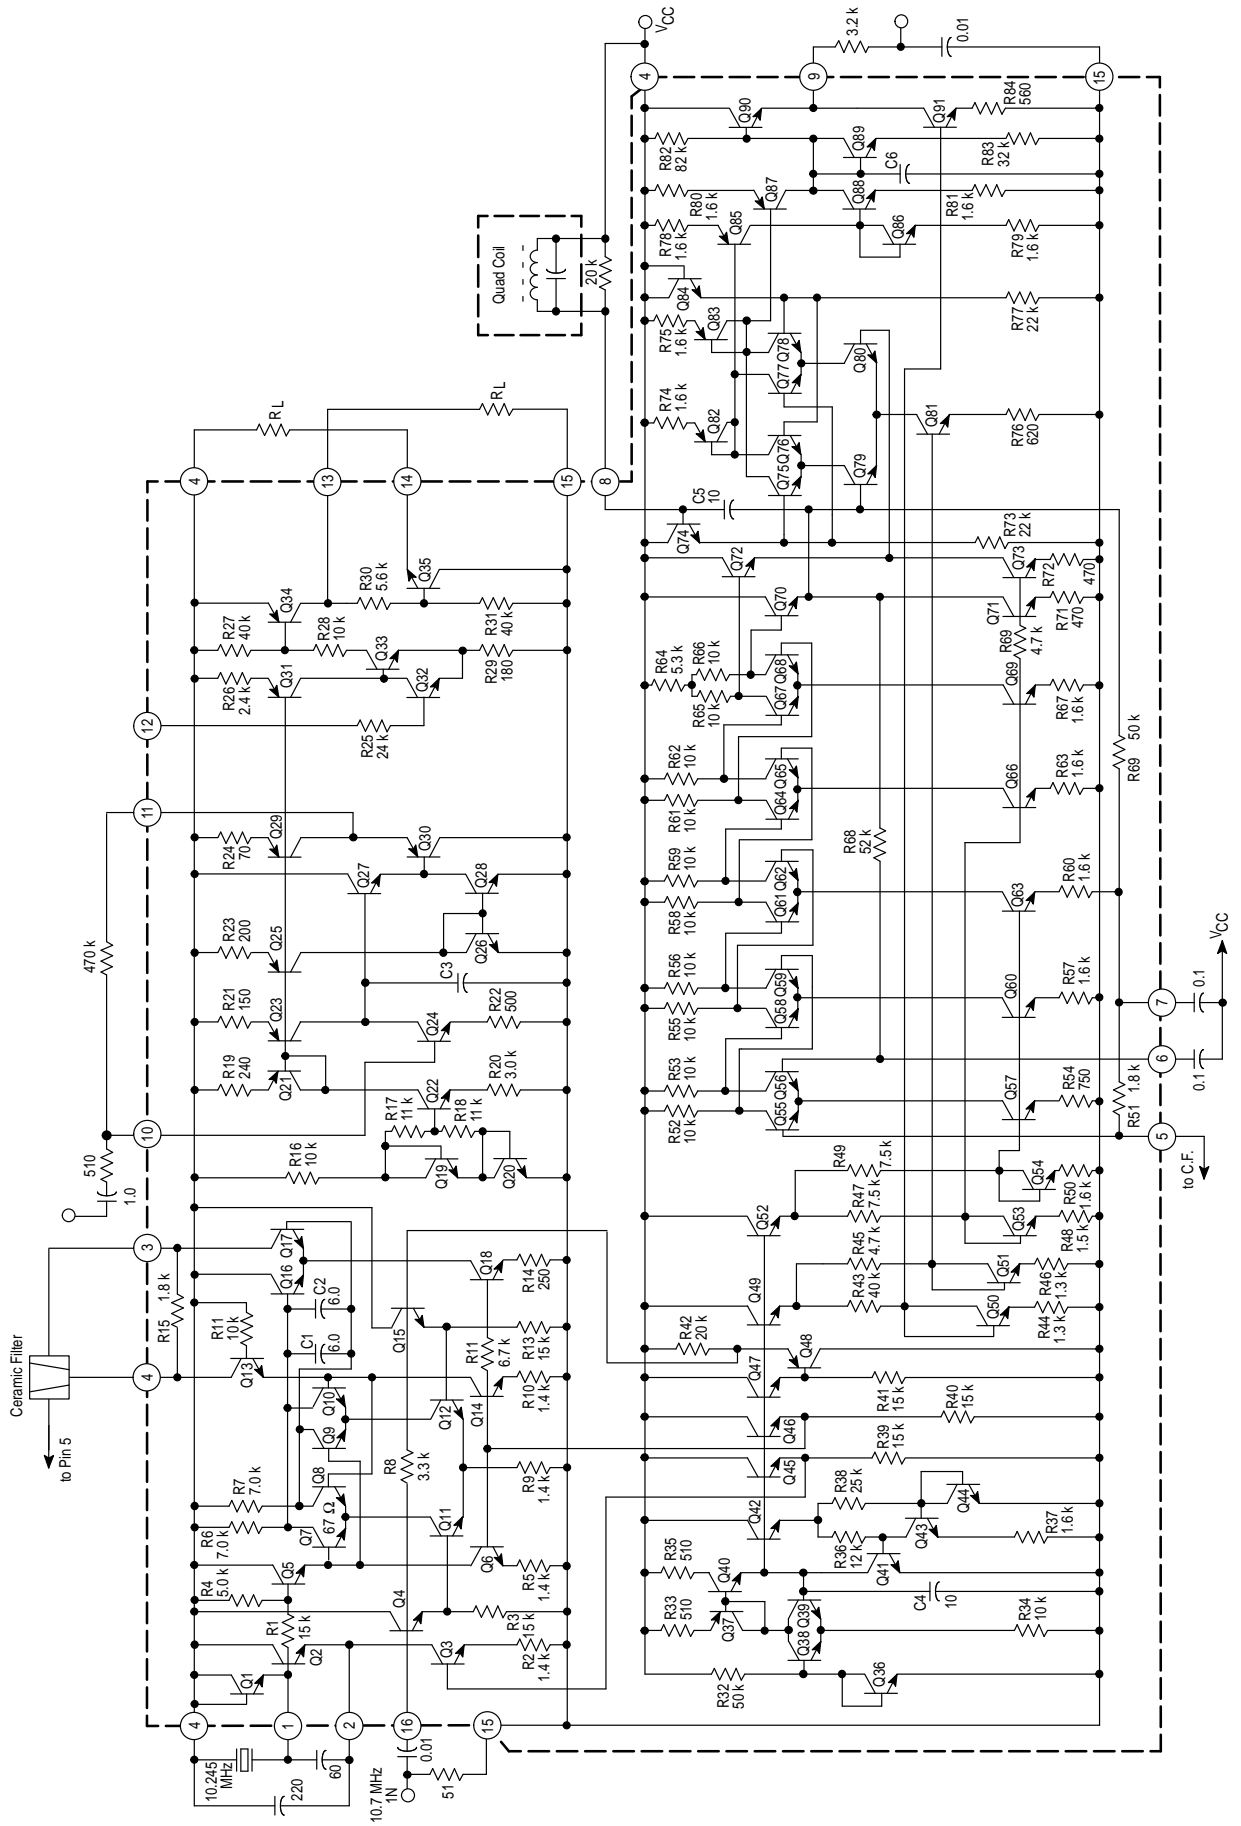 Ceramic Filter
to Pin 5
10.245
MHz
220
60
10.7 MHz
1N
0.01
51
4
1
2
16
15
Q1
Q2
R1
15 k
Q3
R2
1.4 k
R3
15 k
Q4
R4
5.0 k
Q5
R5
1.4 k
Q6
R6
7.0 k
R7
7.0 k
Q7
67 Ω
Q8
Q9
Q10
Q11
R8
3.3 k
R9
1.4 k
Q12
C1
6.0
C2
6.0
Q13
R11
10k
R15
1.8 k
4
3
Q14
R10
1.4 k
R11
6.7 k
Q15
R13
15 k
Q16
Q17
Q18
R14
250
1.0
510
10
470 k
11
12
R16
10 k
Q19
Q20
R17
11 k
R18
11 k
R19
240
Q21
Q22
R20
3.0 k
R21
150
Q23
Q24
R22
500
C3
R23
200
Q25
Q26
Q27
Q28
R24
70
Q29
Q30
R25
24 k
R26
2.4 k
Q31
Q32
R27
40 k
R28
10 k
Q33
R29
180
Q34
R30
5.6 k
Q35
R31
40 k
4
13
14
15
8
RL
RL
Quad Coil
20 k
VCC
4
9
15
3.2 k
0.01
R32
50 k
Q36
R33
510
Q37
Q38
Q39
R34
10 k
R35
510
Q40
C4
10
Q41
Q42
R36
12 k
R38
25 k
Q43
Q44
R37
1.6 k
Q45
R39
15 k
Q46
R40
15 k
Q47
R41
15 k
R42
20 k
Q48
Q49
R43
40 k
R45
4.7 k
Q50
R44
1.3 k
Q51
R46
1.3 k
Q52
R47
7.5 k
R49
7.5 k
Q53
R48
1.5 k
Q54
R50
1.6 k
to C.F.
5
R51
1.8 k
6
0.1
7
0.1
VCC
R52
10 k
R53
10 k
Q55
Q56
Q57
R54
750
R55
10 k
R56
10 k
Q58
Q59
Q60
R57
1.6 k
R58
10 k
R59
10 k
Q61
Q62
Q63
R60
1.6 k
R68
52 k
R61
10 k
R62
10 k
Q64
Q65
Q66
R63
1.6 k
R69
50 k
R64
5.3 k
R65
10 k
R66
10 k
Q67
Q68
Q69
R67
1.6 k
R69
4.7 k
Q70
Q71
R71
470
Q72
Q73
R72
470
Q74
R73
22 k
C5
10
Q75
Q76
Q77
Q78
Q79
Q80
Q81
R76
620
R74
1.6 k
Q82
R75
1.6 k
Q83
Q84
R77
22 k
R78
1.6 k
Q85
Q86
R79
1.6 k
R80
1.6 k
Q87
Q88
R81
1.6 k
C6
R82
82 k
Q89
R83
32 k
Q90
Q91
R84
560